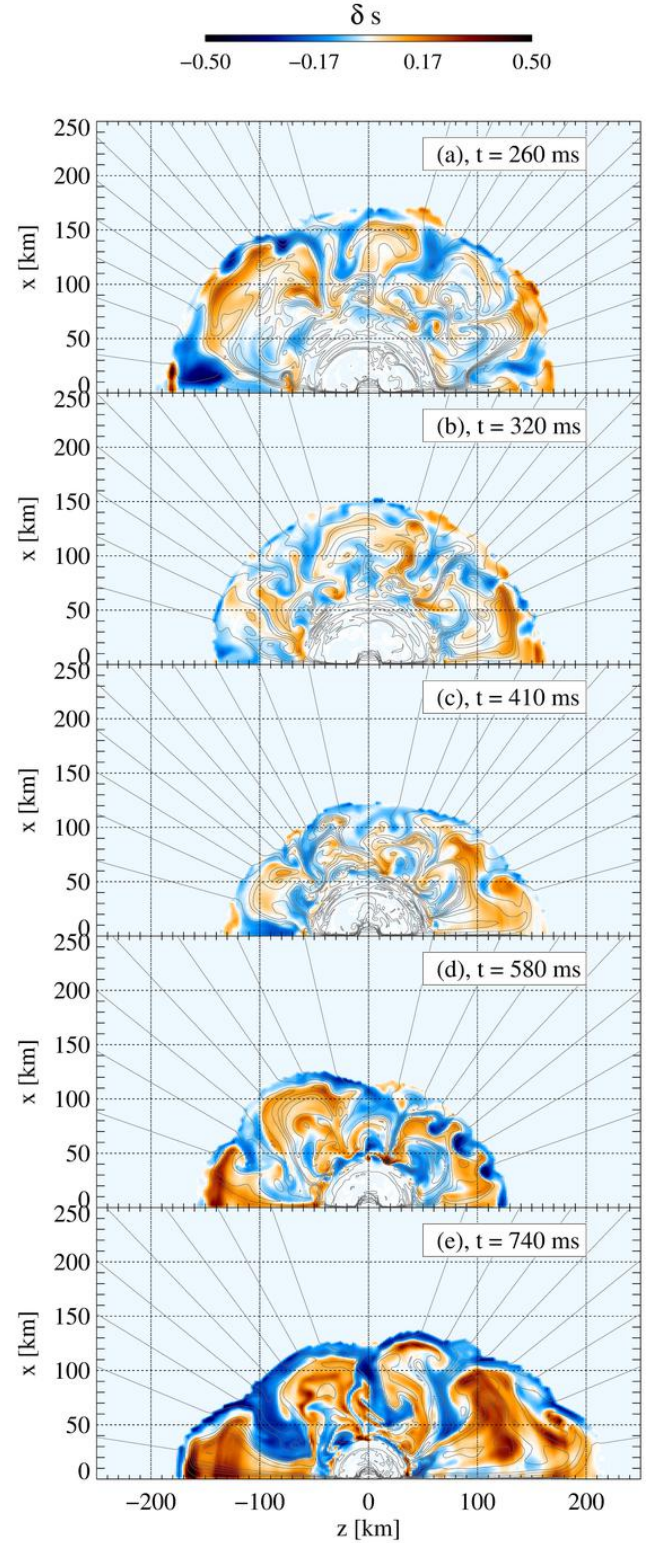 δ s
−0.50 −0.17 0.17 0.50
250
(a), t = 260 ms
200
150
x [km]
100
50
0
250
(b), t = 320 ms
200
150
x [km]
100
50
0
250
(c), t = 410 ms
200
150
x [km]
100
50
0
250
(d), t = 580 ms
200
150
x [km]
100
50
0
250
(e), t = 740 ms
200
150
x [km]
100
50
0
−200 −100 0 100 200
z [km]